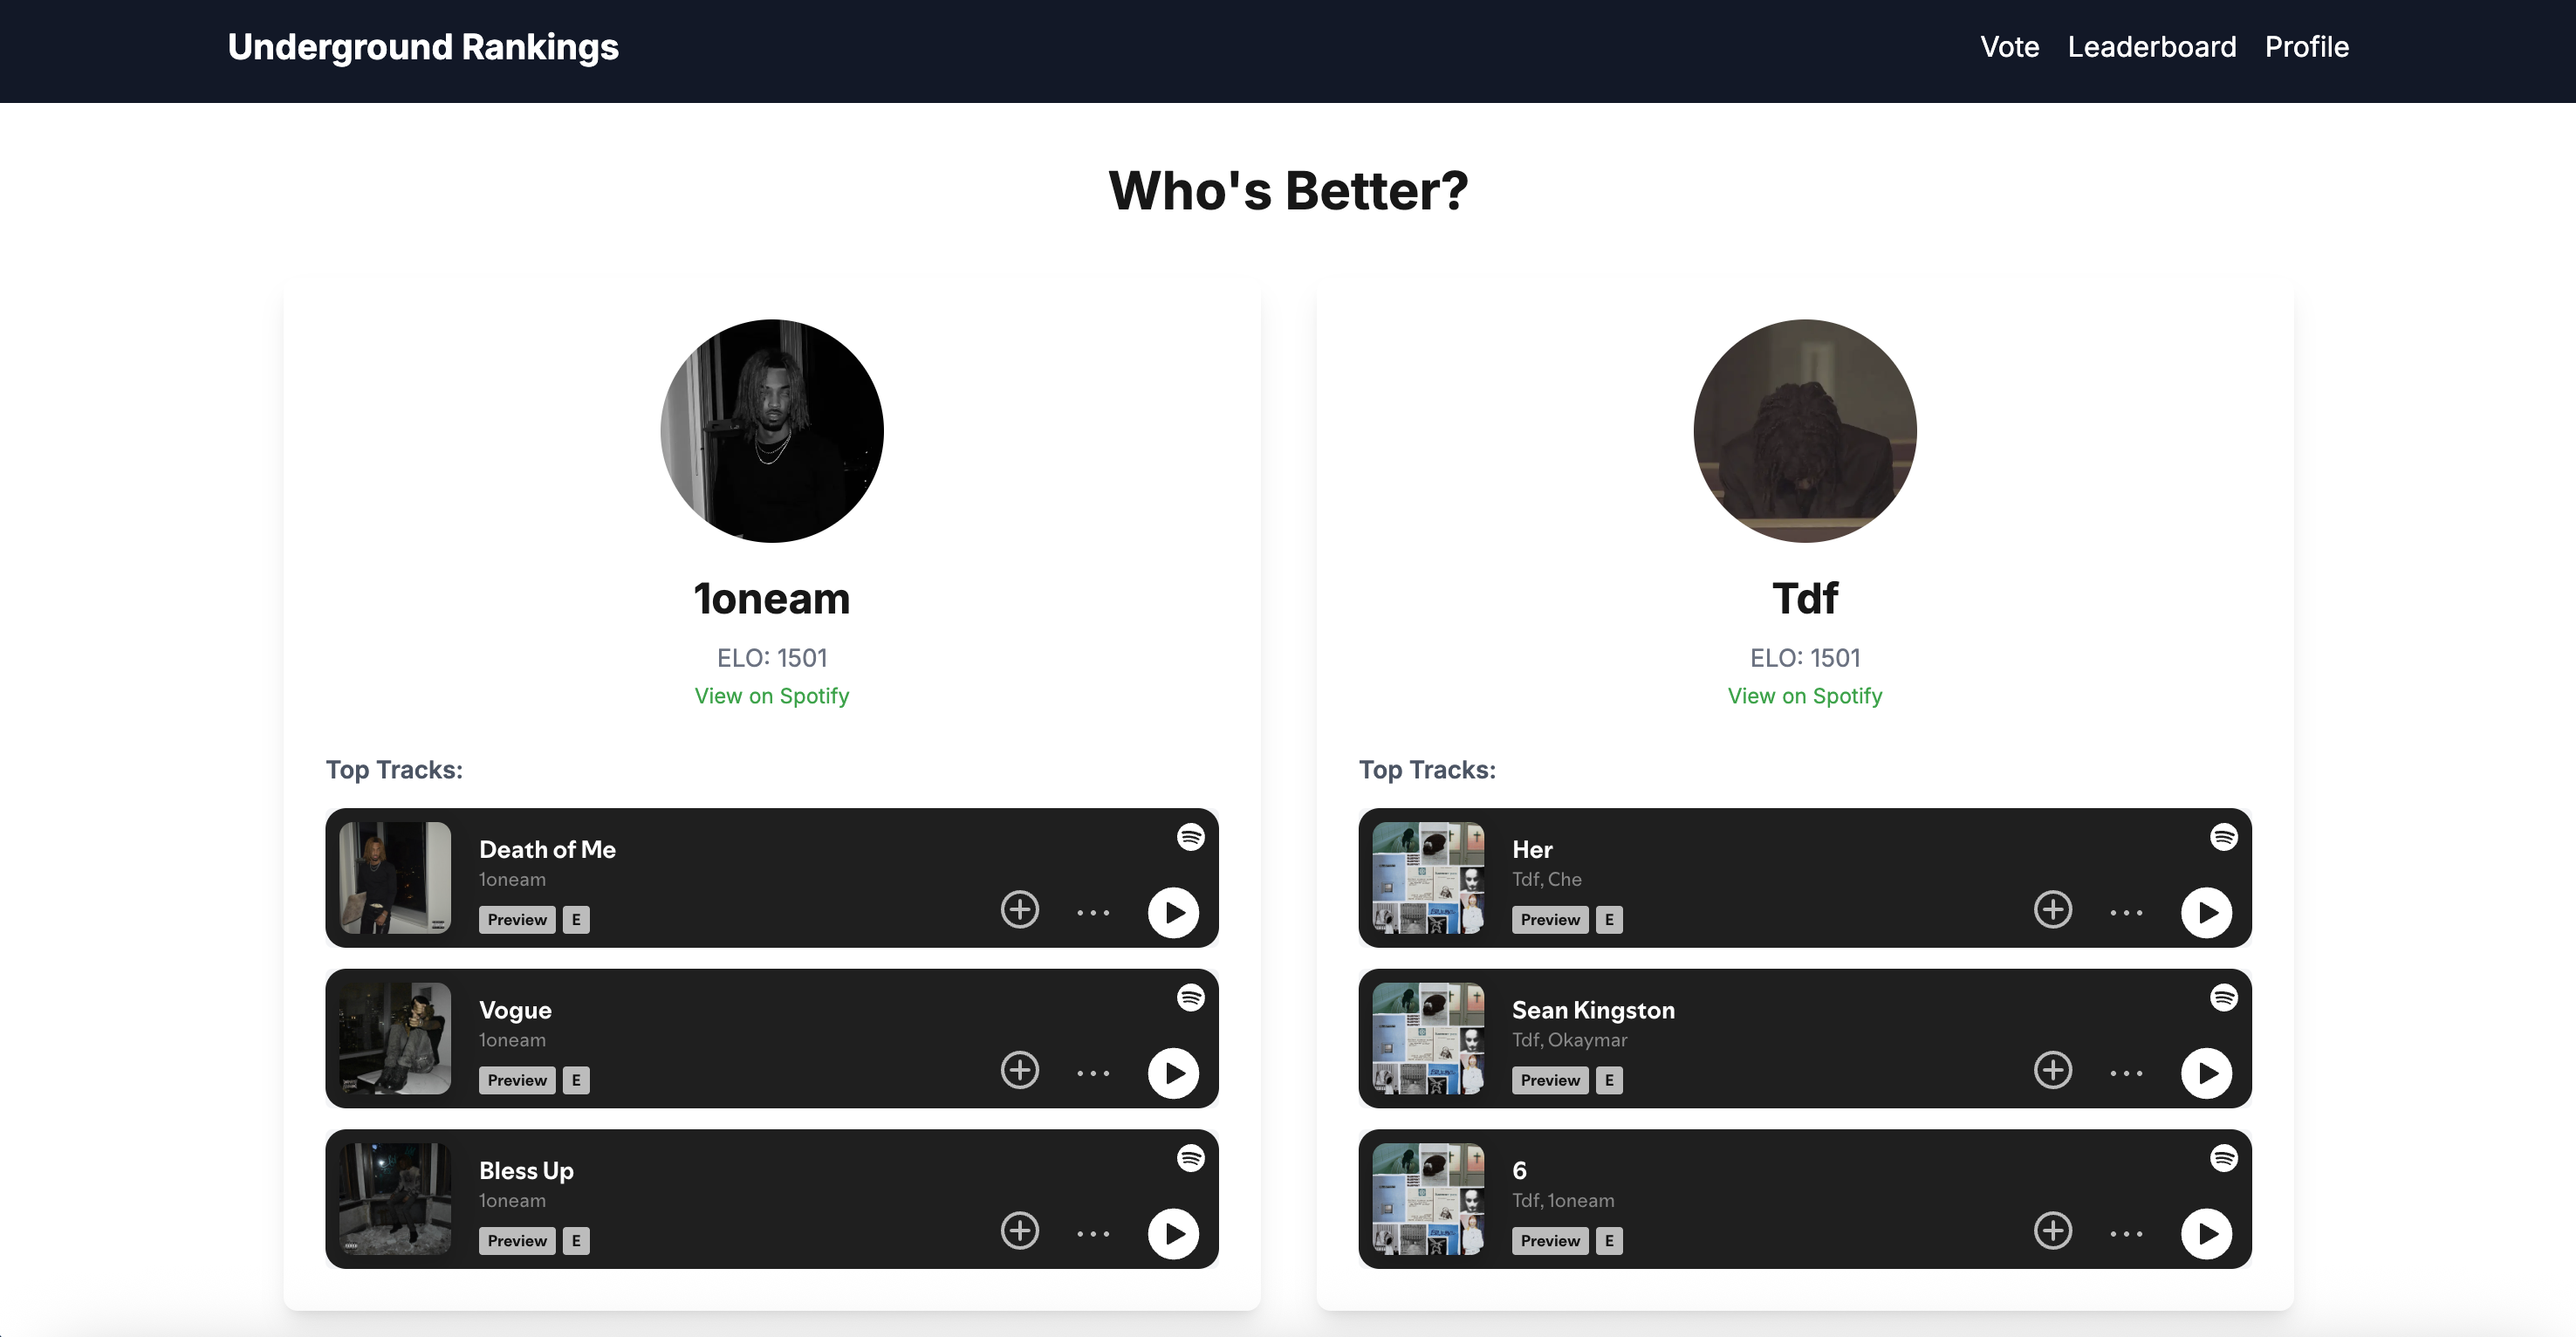 Underground Rankings
Vote Leaderboard Profile
Who's Better?
1oneam
ELO: 1501
View on Spotify
Top Tracks:
Death of Me
1oneam
Preview E
Vogue
1oneam
Preview E
Bless Up
1oneam
Preview E
Tdf
ELO: 1501
View on Spotify
Top Tracks:
Her
Tdf, Che
Preview E
Sean Kingston
Tdf, Okaymar
Preview E
6
Tdf, 1oneam
Preview E